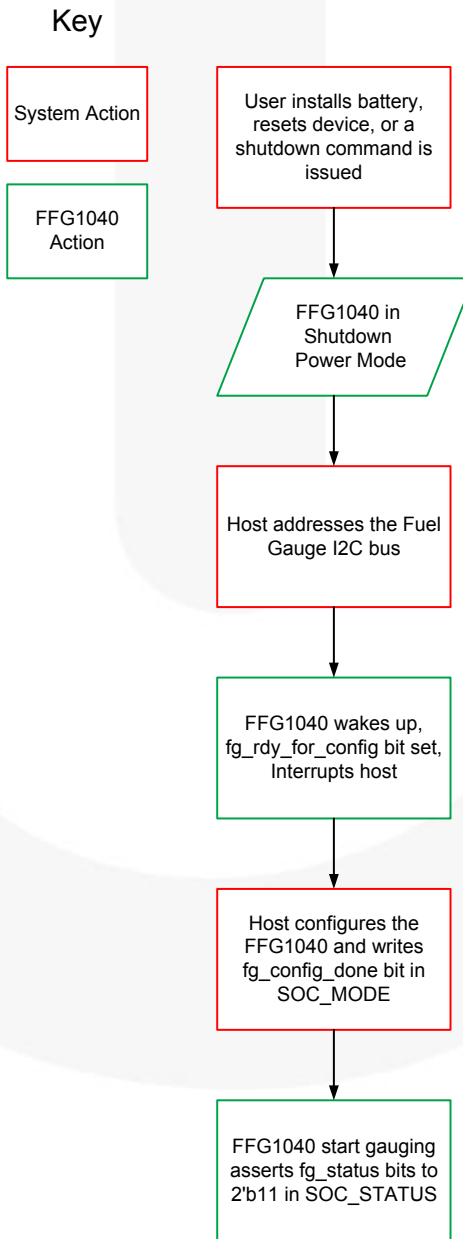 Key
System Action
FFG1040
Action
User installs battery,
resets device, or a
shutdown command is
issued
FFG1040 in
Shutdown
Power Mode
Host addresses the Fuel
Gauge I2C bus
FFG1040 wakes up,
fg_rdy_for_config bit set,
Interrupts host
Host configures the
FFG1040 and writes
fg_config_done bit in
SOC_MODE
FFG1040 start gauging
asserts fg_status bits to
2'b11 in SOC_STATUS